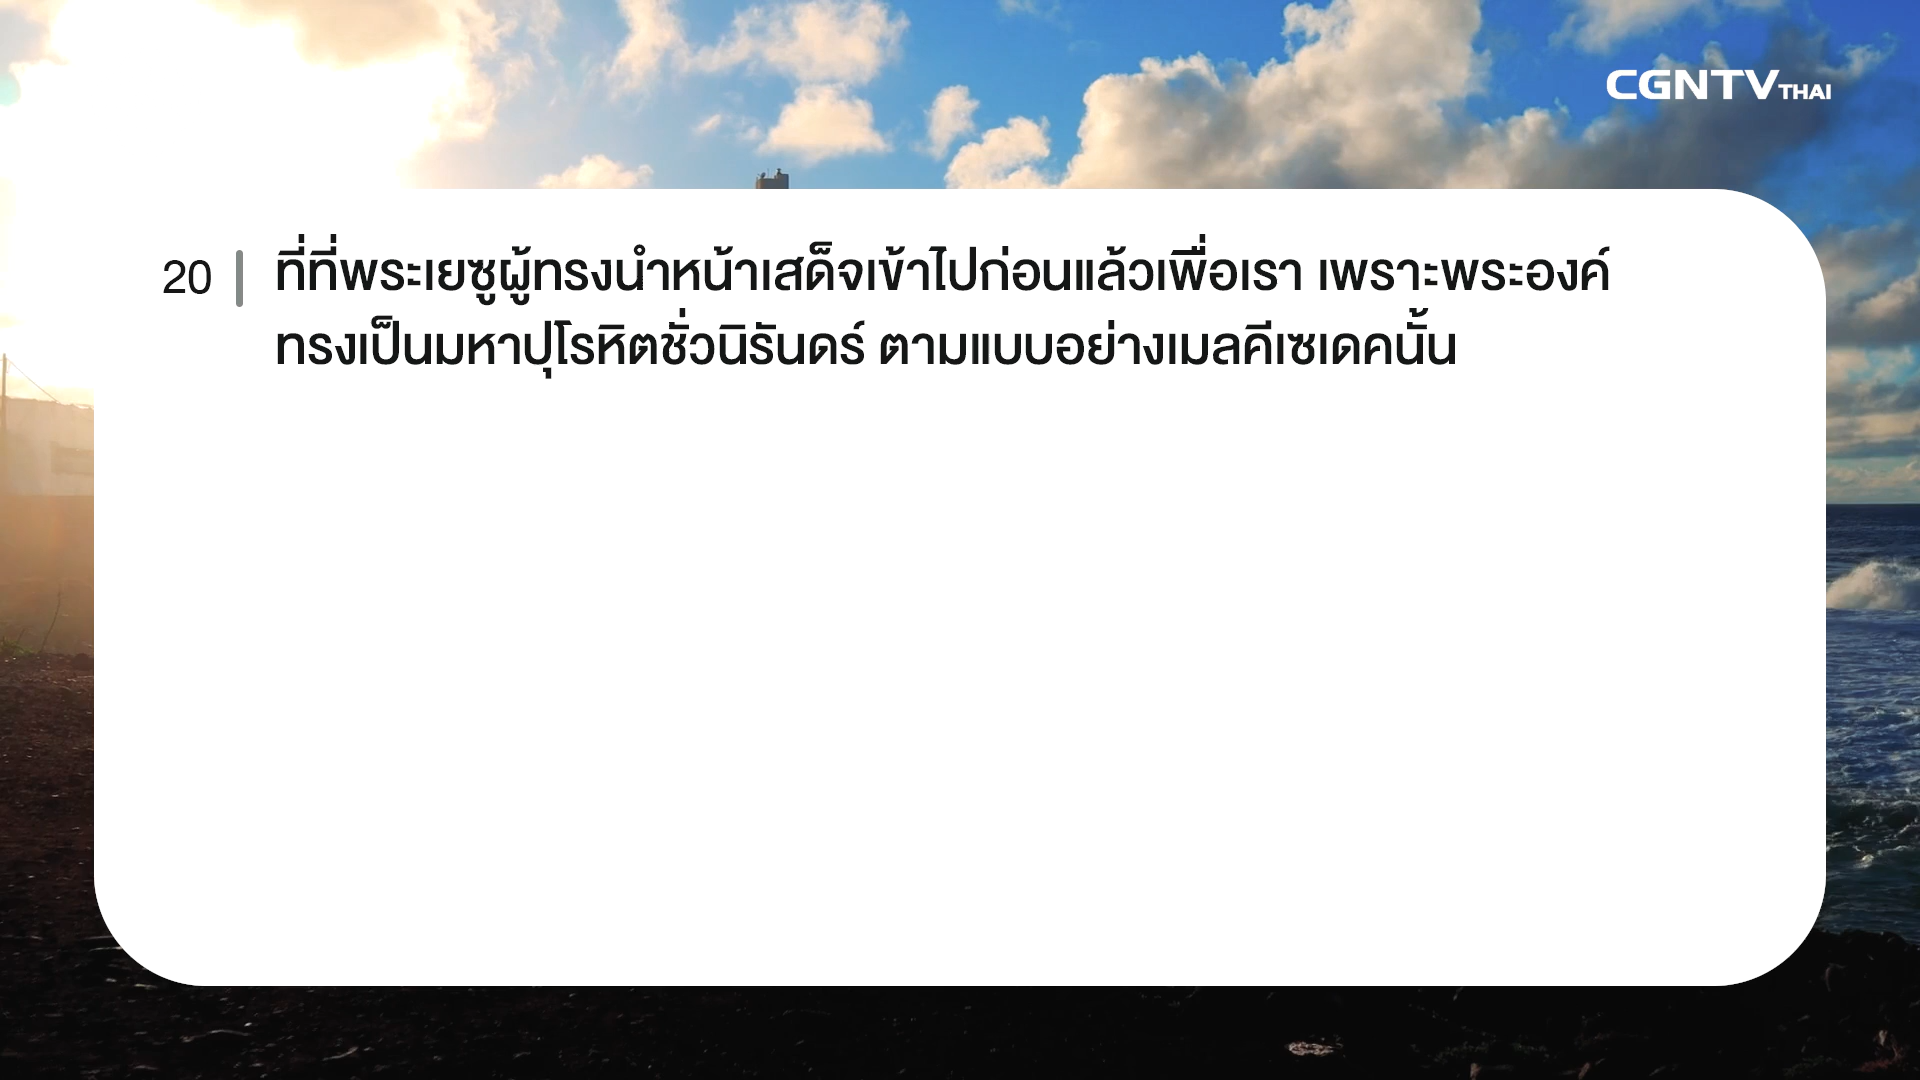 CGNTV THAI
20 ที่ที่พระเยซูผู้ทรงนำหน้าเสด็จเข้าไปก่อนแล้วเพื่อเรา เพราะพระองค์
ทรงเป็นมหาปุโรหิตชั่วนิรันดร์ ตามแบบอย่างเมลคีเซเดคนั้น